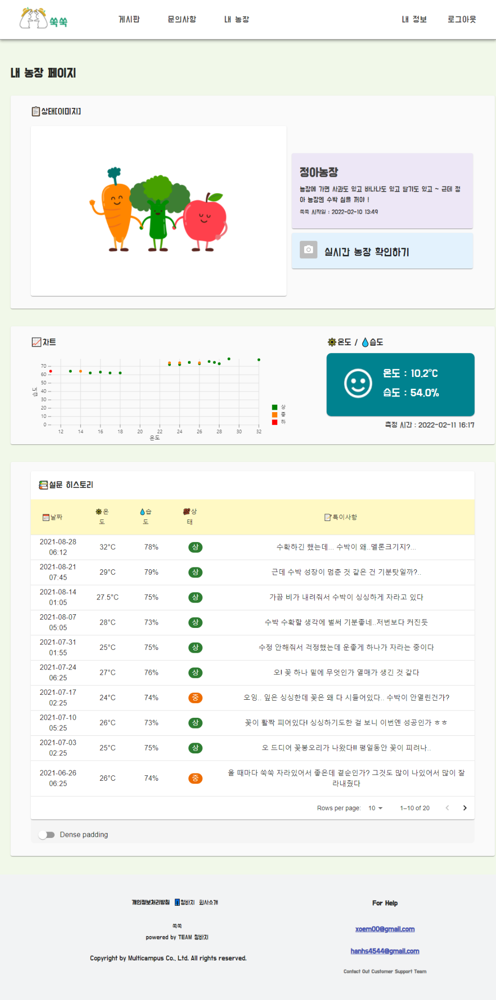 쑥쑥
게시판 문의사항 내 농장 내 정보 로그아웃
내 농장 페이지
상태[이미지]
정아농장
농장에 가면 사과도 있고 바나나도 있고 딸기도 있고 ~ 근데 정
아 농장엔 수박 심을 꺼야 !
쑥쑥 시작일 : 2022-02-10 13:49
실시간 농장 확인하기
차트
습도
70
60
50
40
30
20
10
0
12 14 16 18 20 22 24 26 28 30 32
온도
상
중
하
온도 / 습도
온도 : 10.2°C
습도 : 54.0%
측정 시간 : 2022-02-11 16:17
설문 히스토리
날짜 온도 습도 상태 특이사항
2021-08-28 06:12 32°C 78% 상 수확하긴 했는데... 수박이 왜..멜론크기지?...
2021-08-21 07:45 29°C 79% 상 근데 수박 성장이 멈춘 것 같은 건 기분탓일까?..
2021-08-14 01:05 27.5°C 75% 상 가끔 비가 내려줘서 수박이 싱싱하게 자라고 있다
2021-08-07 05:05 28°C 73% 상 수박 수확할 생각에 벌써 기분좋네..저번보다 커진듯
2021-07-31 01:55 25°C 75% 상 수정 안해줘서 걱정했는데 운좋게 하나가 자라는 중이다
2021-07-24 06:25 27°C 76% 상 오! 꽃 하나 밑에 무엇인가 열매가 생긴 것 같다
2021-07-17 02:25 24°C 74% 중 오잉.. 잎은 싱싱한데 꽃은 왜 다 시들어있다.. 수박이 안열린건가?
2021-07-10 05:25 26°C 73% 상 꽃이 활짝 피어있다! 싱싱하기도한 걸 보니 이번엔 성공인가 ㅎㅎ
2021-07-03 02:25 25°C 75% 상 오 드디어 꽃봉오리가 나왔다!! 평일동안 꽃이 피려나..
2021-06-26 06:25 26°C 74% 중 올 때마다 쑥쑥 자라있어서 좋은데 곁순인가? 그것도 많이 나있어서 많이 잘
라내줬다
Rows per page: 10 1–10 of 20
Dense padding
개인정보처리방침 청바지 회사소개
쑥쑥
powered by TEAM 청바지
Copyright by Multicampus Co., Ltd. All rights reserved.
For Help
xoem00@gmail.com
hanhs4544@gmail.com
Contact Out Customer Support Team